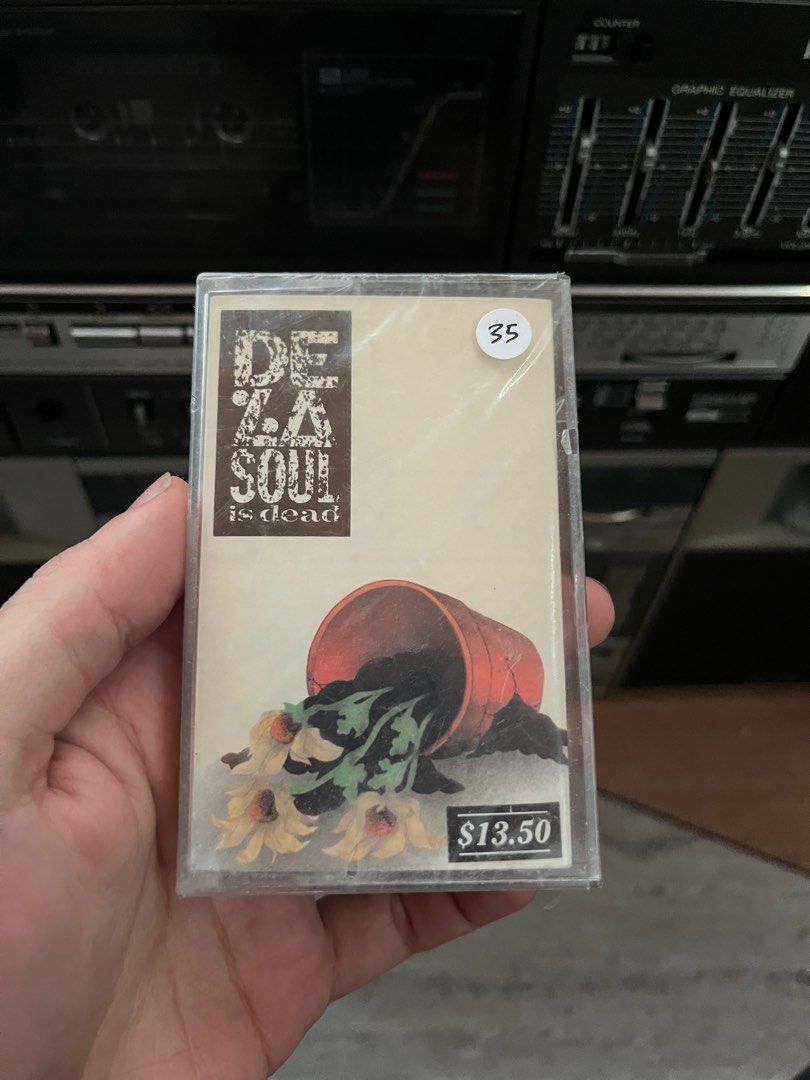 COUNTER
GRAPHIC EQUALIZER
35
DE
LA
SOUL
is dead
$13.50